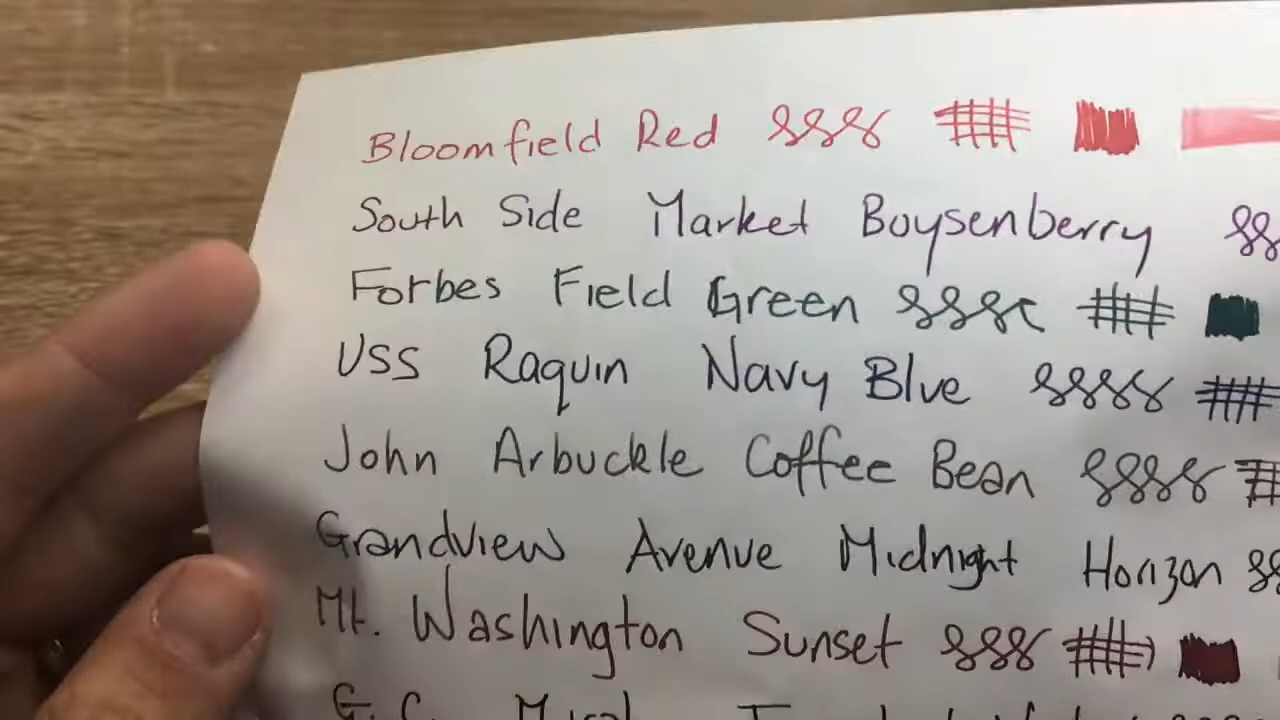 Bloomfield Red
South Side Market Boysenberry
Forbes Field Green
USS Raquin Navy Blue
John Arbuckle Coffee Bean
Grandview Avenue Midnight Horizon
Mt. Washington Sunset
G.C.